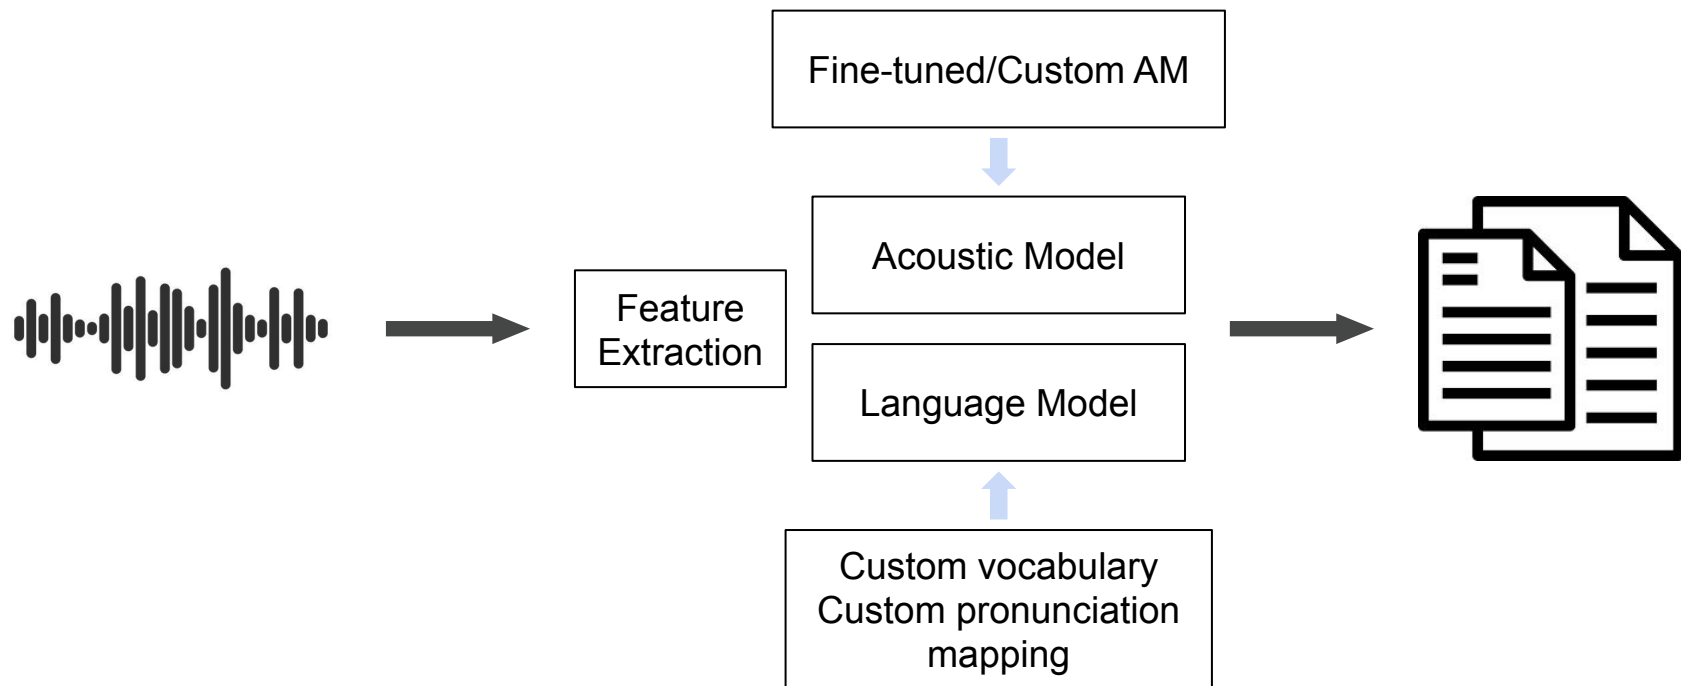 Fine-tuned/Custom AM
Acoustic Model
Feature
Extraction
Language Model
Custom vocabulary
Custom pronunciation
mapping